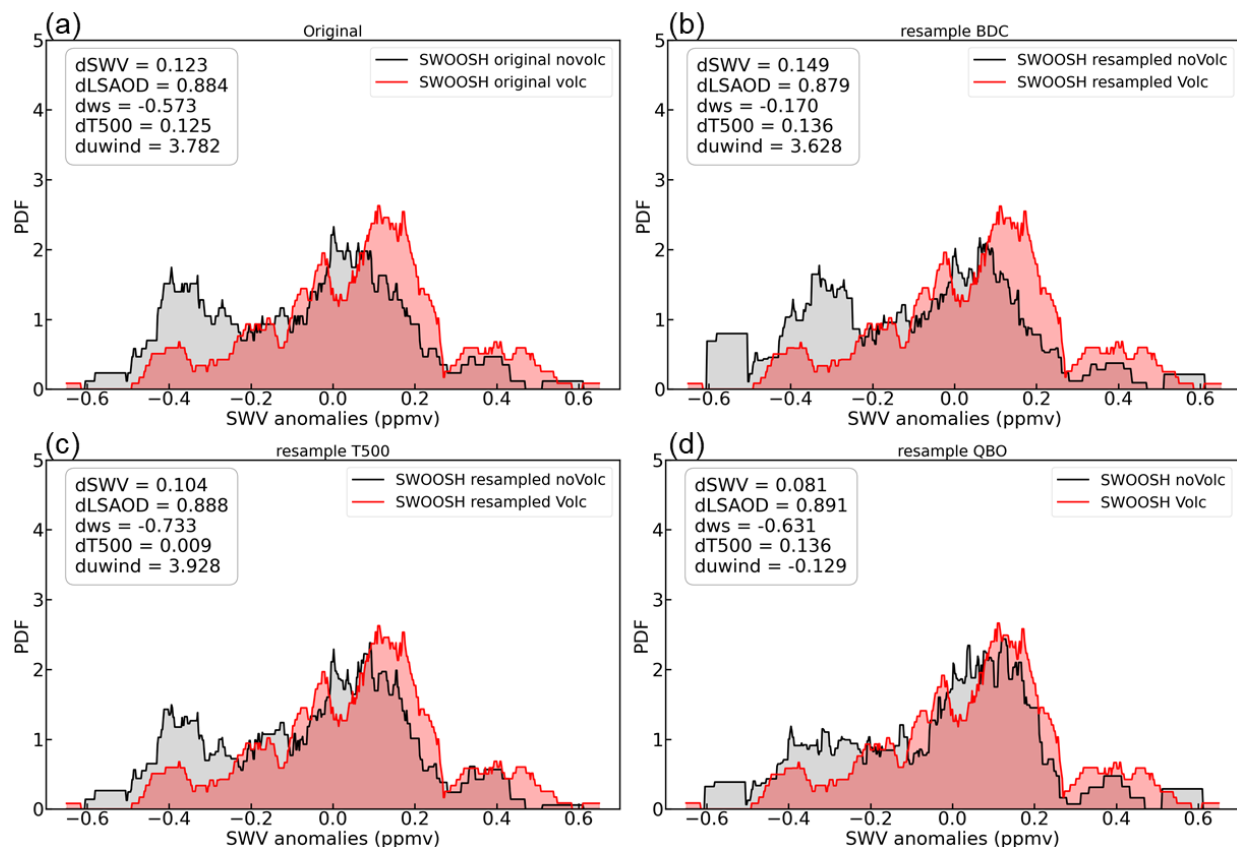 (a)
Original
5
4
3
2
1
0
PDF
dSWV = 0.123
dLSAOD = 0.884
dws = -0.573
dT500 = 0.125
duwind = 3.782
SWOOSH original novolc
SWOOSH original volc
−0.6 −0.4 −0.2 0.0 0.2 0.4 0.6
SWV anomalies (ppmv)
(b)
resample BDC
5
4
3
2
1
0
PDF
dSWV = 0.149
dLSAOD = 0.879
dws = -0.170
dT500 = 0.136
duwind = 3.628
SWOOSH resampled noVolc
SWOOSH resampled Volc
−0.6 −0.4 −0.2 0.0 0.2 0.4 0.6
SWV anomalies (ppmv)
(c)
resample T500
5
4
3
2
1
0
PDF
dSWV = 0.104
dLSAOD = 0.888
dws = -0.733
dT500 = 0.009
duwind = 3.928
SWOOSH resampled noVolc
SWOOSH resampled Volc
−0.6 −0.4 −0.2 0.0 0.2 0.4 0.6
SWV anomalies (ppmv)
(d)
resample QBO
5
4
3
2
1
0
PDF
dSWV = 0.081
dLSAOD = 0.891
dws = -0.631
dT500 = 0.136
duwind = -0.129
SWOOSH noVolc
SWOOSH Volc
−0.6 −0.4 −0.2 0.0 0.2 0.4 0.6
SWV anomalies (ppmv)